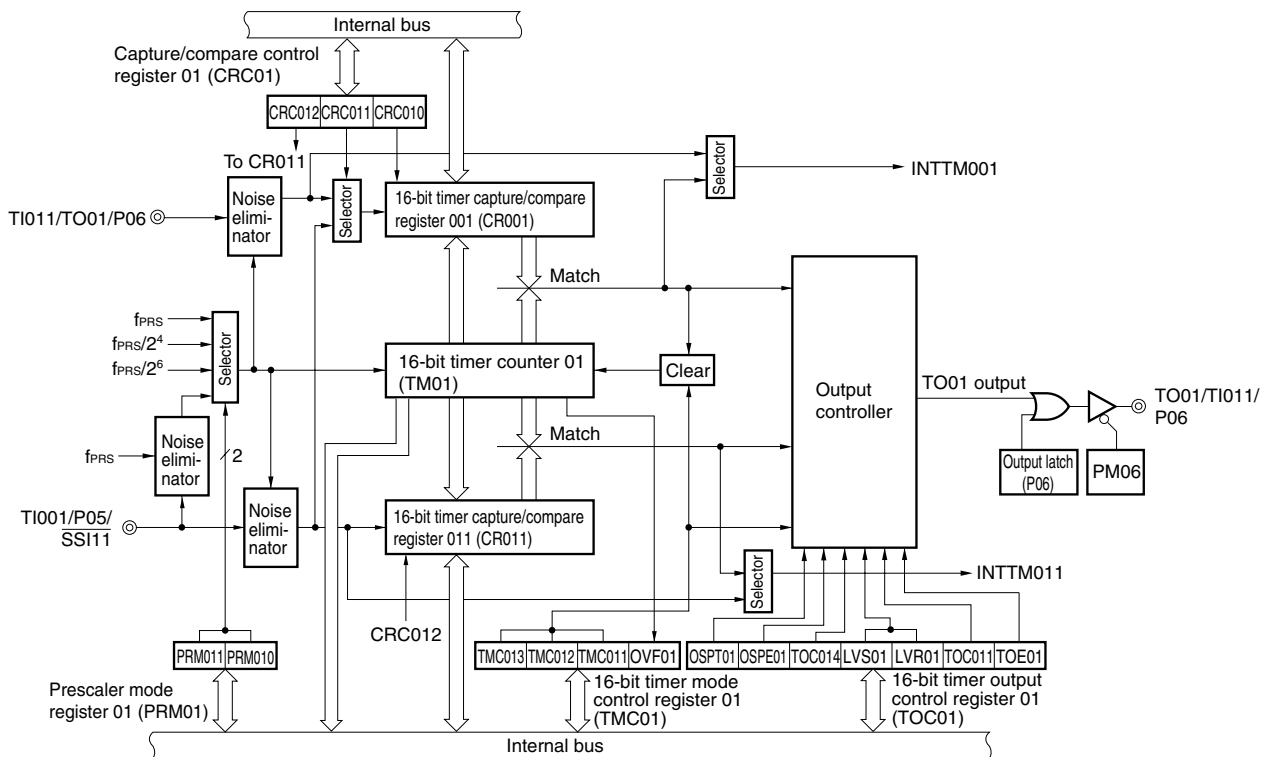 Internal bus
Capture/compare control
register 01 (CRC01)
CRC012 CRC011 CRC010
To CR011
Selector
INTTM001
TI011/TO01/P06
Noise
elimi-
nator
Selector
16-bit timer capture/compare
register 001 (CR001)
Match
fPRS
fPRS/2⁴
fPRS/2⁶
Selector
16-bit timer counter 01
(TM01)
Clear
Output
controller
TO01 output
TO01/TI011/
P06
Output latch
(P06)
PM06
fPRS
Noise
elimi-
nator
2
Match
TI001/P05/
SSI11
Noise
elimi-
nator
16-bit timer capture/compare
register 011 (CR011)
Selector
INTTM011
CRC012
PRM011 PRM010
TMC013 TMC012 TMC011 OVF01
OSPT01 OSPE01 TOC014 LVS01 LVR01 TOC011 TOE01
Prescaler mode
register 01 (PRM01)
16-bit timer mode
control register 01
(TMC01)
16-bit timer output
control register 01
(TOC01)
Internal bus